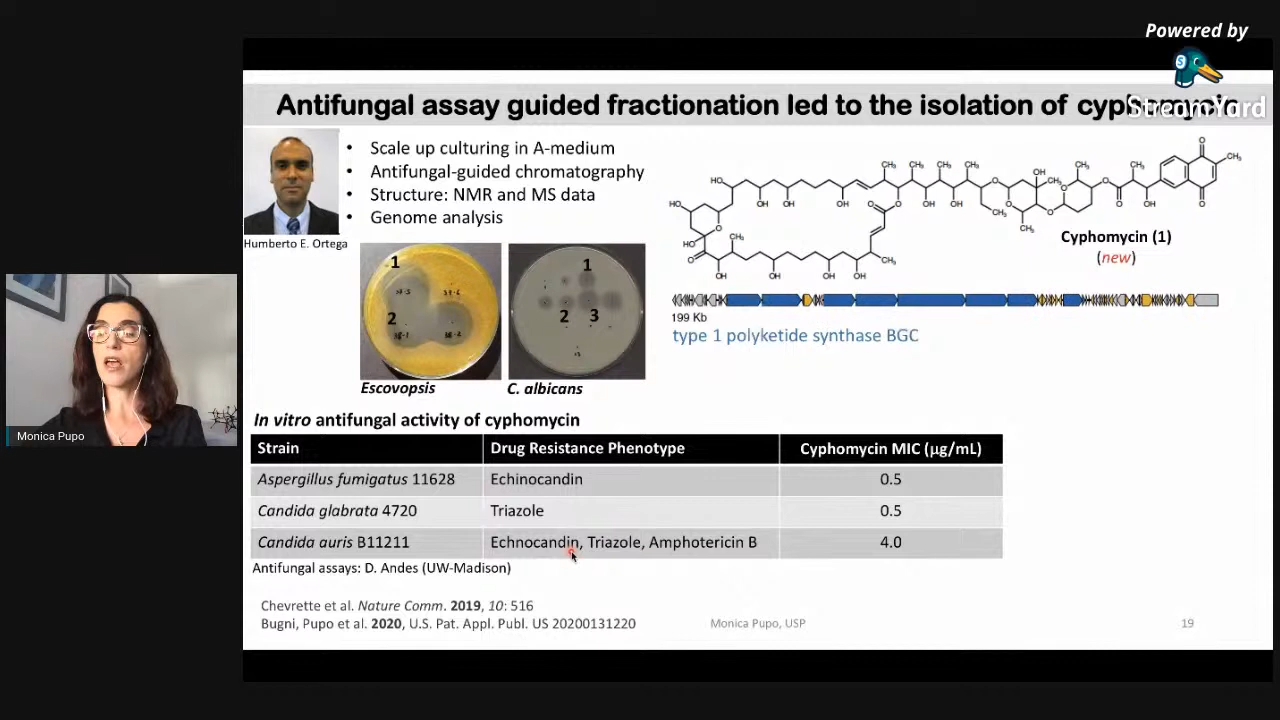 Powered by
StreamYard
Antifungal assay guided fractionation led to the isolation of cyphomycin
• Scale up culturing in A-medium
• Antifungal-guided chromatography
• Structure: NMR and MS data
• Genome analysis
Humberto E. Ortega
1
2
Escovopsis
1
2 3
C. albicans
Cyphomycin (1)
(new)
199 Kb
type 1 polyketide synthase BGC
Monica Pupo
In vitro antifungal activity of cyphomycin
Strain Drug Resistance Phenotype Cyphomycin MIC (µg/mL)
Aspergillus fumigatus 11628 Echinocandin 0.5
Candida glabrata 4720 Triazole 0.5
Candida auris B11211 Echnocandin, Triazole, Amphotericin B 4.0
Antifungal assays: D. Andes (UW-Madison)
Chevrette et al. Nature Comm. 2019, 10: 516
Bugni, Pupo et al. 2020, U.S. Pat. Appl. Publ. US 20200131220
Monica Pupo, USP
19